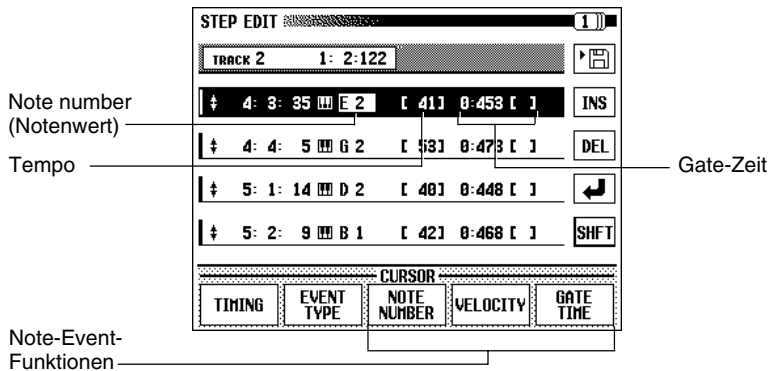 STEP EDIT 1
TRACK 2 1: 2:122
4: 3: 35 E 2 [ 41] 0:453 [ ] INS
4: 4: 5 G 2 [ 53] 0:473 [ ] DEL
5: 1: 14 D 2 [ 40] 0:448 [ ]
5: 2: 9 B 1 [ 42] 0:468 [ ] SHFT
CURSOR
TIMING EVENT TYPE NOTE NUMBER VELOCITY GATE TIME
Note number
(Notenwert)
Tempo
Gate-Zeit
Note-Event-
Funktionen